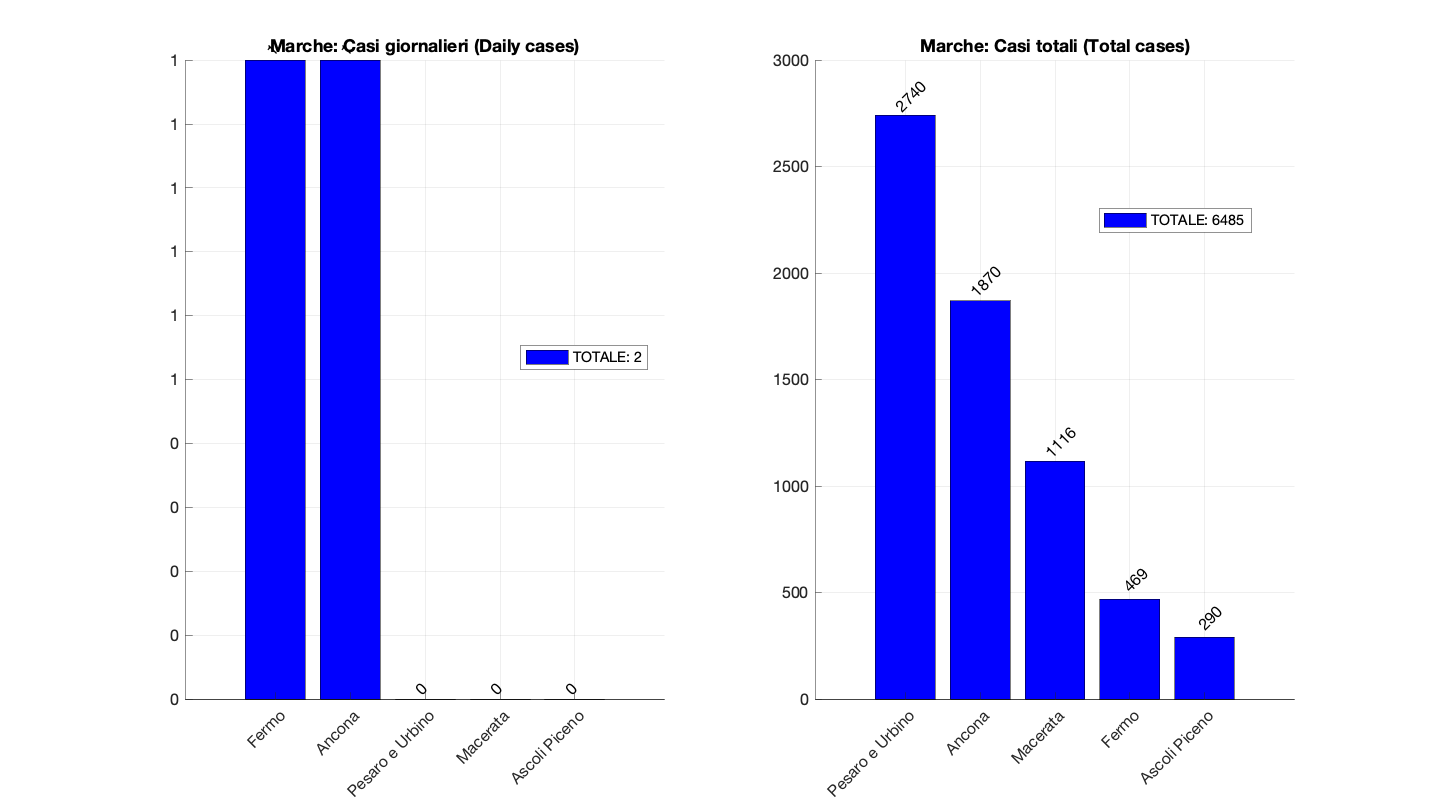 Marche: Casi giornalieri (Daily cases)
1
1
1
1
1
1
0
0
0
0
0
0
0
0
TOTALE: 2
Fermo
Ancona
Pesaro e Urbino
Macerata
Ascoli Piceno
Marche: Casi totali (Total cases)
3000
2500
2000
1500
1000
500
0
2740
1870
1116
469
290
TOTALE: 6485
Pesaro e Urbino
Ancona
Macerata
Fermo
Ascoli Piceno